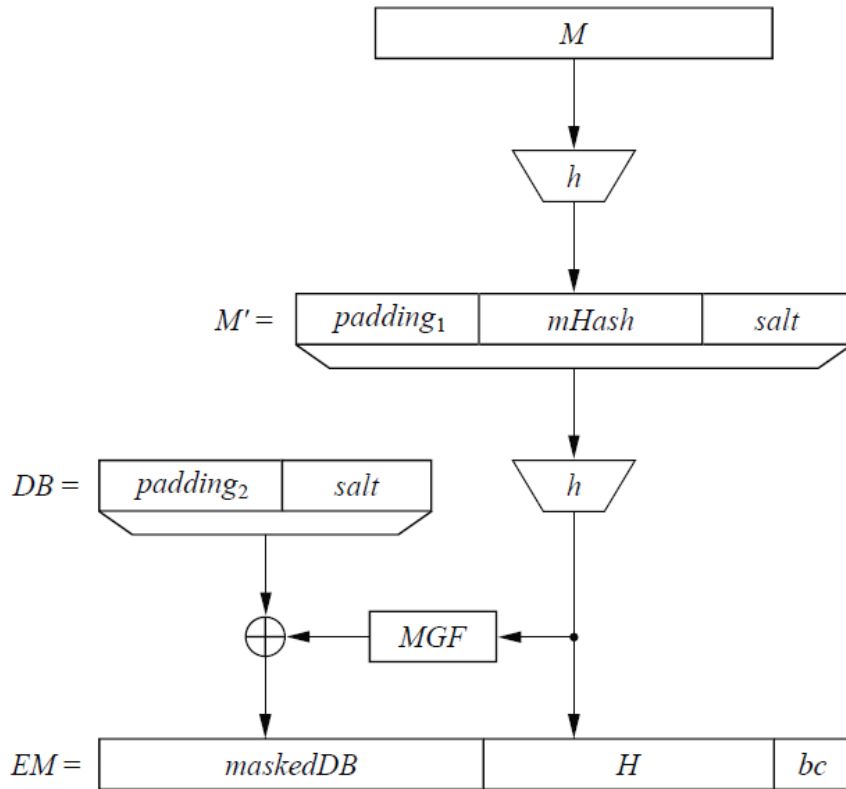 M
h
M' = padding₁ mHash salt
DB = padding₂ salt h
MGF
EM = maskedDB H bc